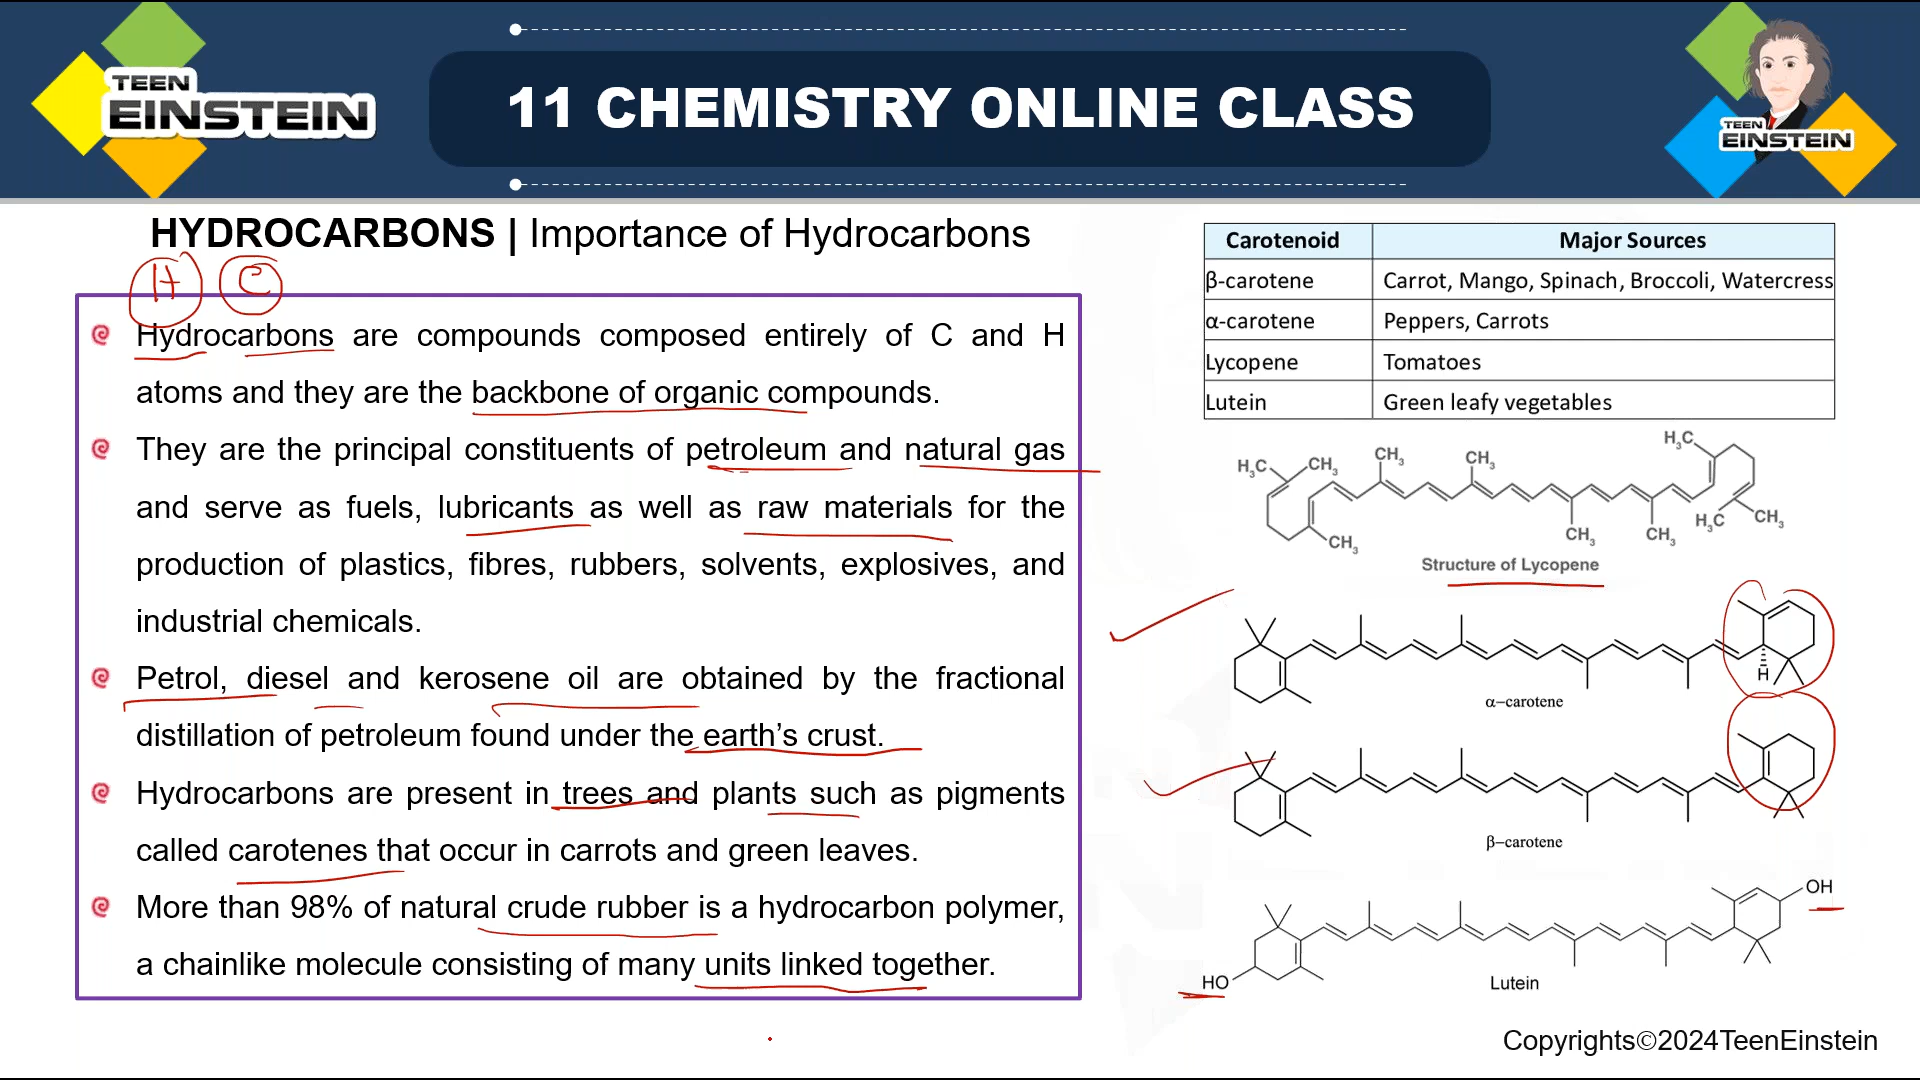 TEEN
EINSTEIN
11 CHEMISTRY ONLINE CLASS
TEEN
EINSTEIN
HYDROCARBONS | Importance of Hydrocarbons
H C
Hydrocarbons are compounds composed entirely of C and H
atoms and they are the backbone of organic compounds.
They are the principal constituents of petroleum and natural gas
and serve as fuels, lubricants as well as raw materials for the
production of plastics, fibres, rubbers, solvents, explosives, and
industrial chemicals.
Petrol, diesel and kerosene oil are obtained by the fractional
distillation of petroleum found under the earth’s crust.
Hydrocarbons are present in trees and plants such as pigments
called carotenes that occur in carrots and green leaves.
More than 98% of natural crude rubber is a hydrocarbon polymer,
a chainlike molecule consisting of many units linked together.
Carotenoid Major Sources
β-carotene Carrot, Mango, Spinach, Broccoli, Watercress
α-carotene Peppers, Carrots
Lycopene Tomatoes
Lutein Green leafy vegetables
H₃C CH₃ CH₃ CH₃ H₃C
CH₃ CH₃ CH₃ H₃C CH₃
Structure of Lycopene
H
α−carotene
β−carotene
OH
HO
Lutein
Copyrights©2024TeenEinstein